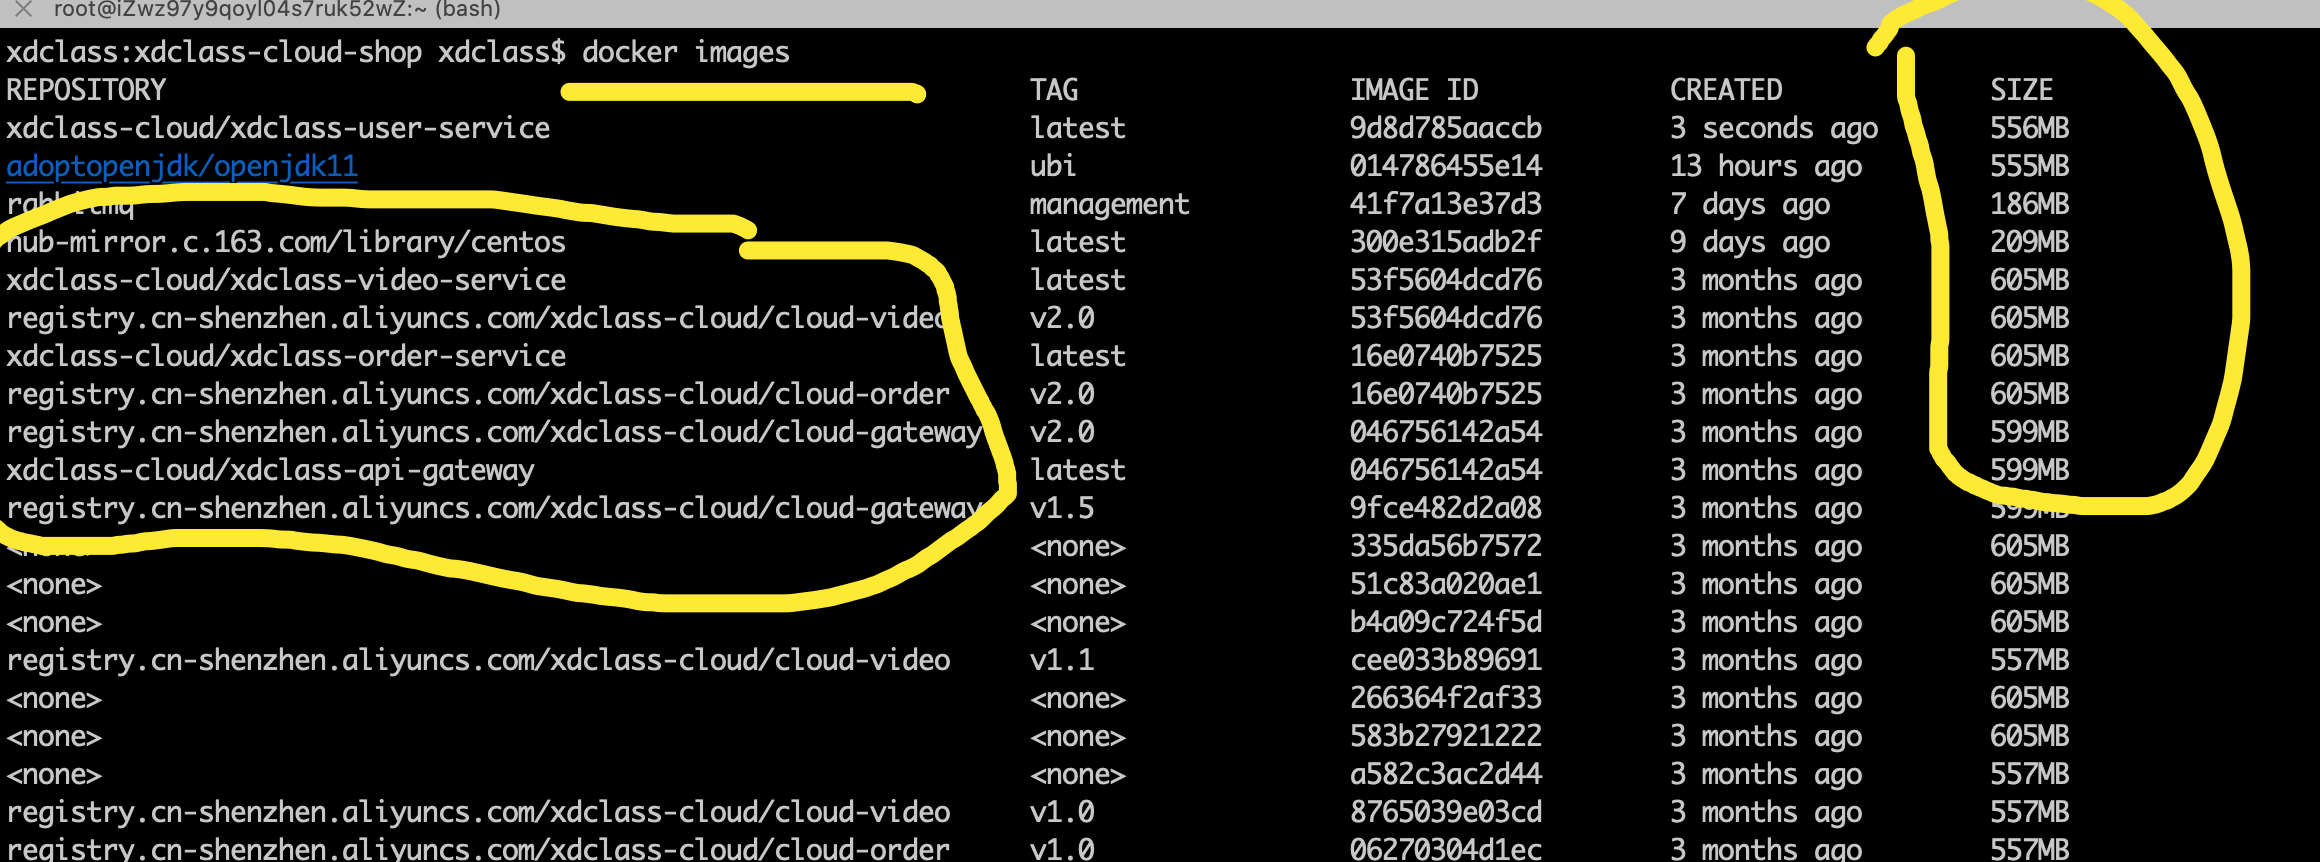 root@iZwz97y9qoyl04s7ruk52wZ:~ (bash)
xdclass:xdclass-cloud-shop xdclass$ docker images
REPOSITORY TAG IMAGE ID CREATED SIZE
xdclass-cloud/xdclass-user-service latest 9d8d785aaccb 3 seconds ago 556MB
adoptopenjdk/openjdk11 ubi 014786455e14 13 hours ago 555MB
rabbitmq management 41f7a13e37d3 7 days ago 186MB
hub-mirror.c.163.com/library/centos latest 300e315adb2f 9 days ago 209MB
xdclass-cloud/xdclass-video-service latest 53f5604dcd76 3 months ago 605MB
registry.cn-shenzhen.aliyuncs.com/xdclass-cloud/cloud-video v2.0 53f5604dcd76 3 months ago 605MB
xdclass-cloud/xdclass-order-service latest 16e0740b7525 3 months ago 605MB
registry.cn-shenzhen.aliyuncs.com/xdclass-cloud/cloud-order v2.0 16e0740b7525 3 months ago 605MB
registry.cn-shenzhen.aliyuncs.com/xdclass-cloud/cloud-gateway v2.0 046756142a54 3 months ago 599MB
xdclass-cloud/xdclass-api-gateway latest 046756142a54 3 months ago 599MB
registry.cn-shenzhen.aliyuncs.com/xdclass-cloud/cloud-gateway v1.5 9fce482d2a08 3 months ago 599MB
<none> <none> 335da56b7572 3 months ago 605MB
<none> <none> 51c83a020ae1 3 months ago 605MB
<none> <none> b4a09c724f5d 3 months ago 605MB
registry.cn-shenzhen.aliyuncs.com/xdclass-cloud/cloud-video v1.1 cee033b89691 3 months ago 557MB
<none> <none> 266364f2af33 3 months ago 605MB
<none> <none> 583b27921222 3 months ago 605MB
<none> <none> a582c3ac2d44 3 months ago 557MB
registry.cn-shenzhen.aliyuncs.com/xdclass-cloud/cloud-video v1.0 8765039e03cd 3 months ago 557MB
registry.cn-shenzhen.aliyuncs.com/xdclass-cloud/cloud-order v1.0 06270304d1ec 3 months ago 557MB